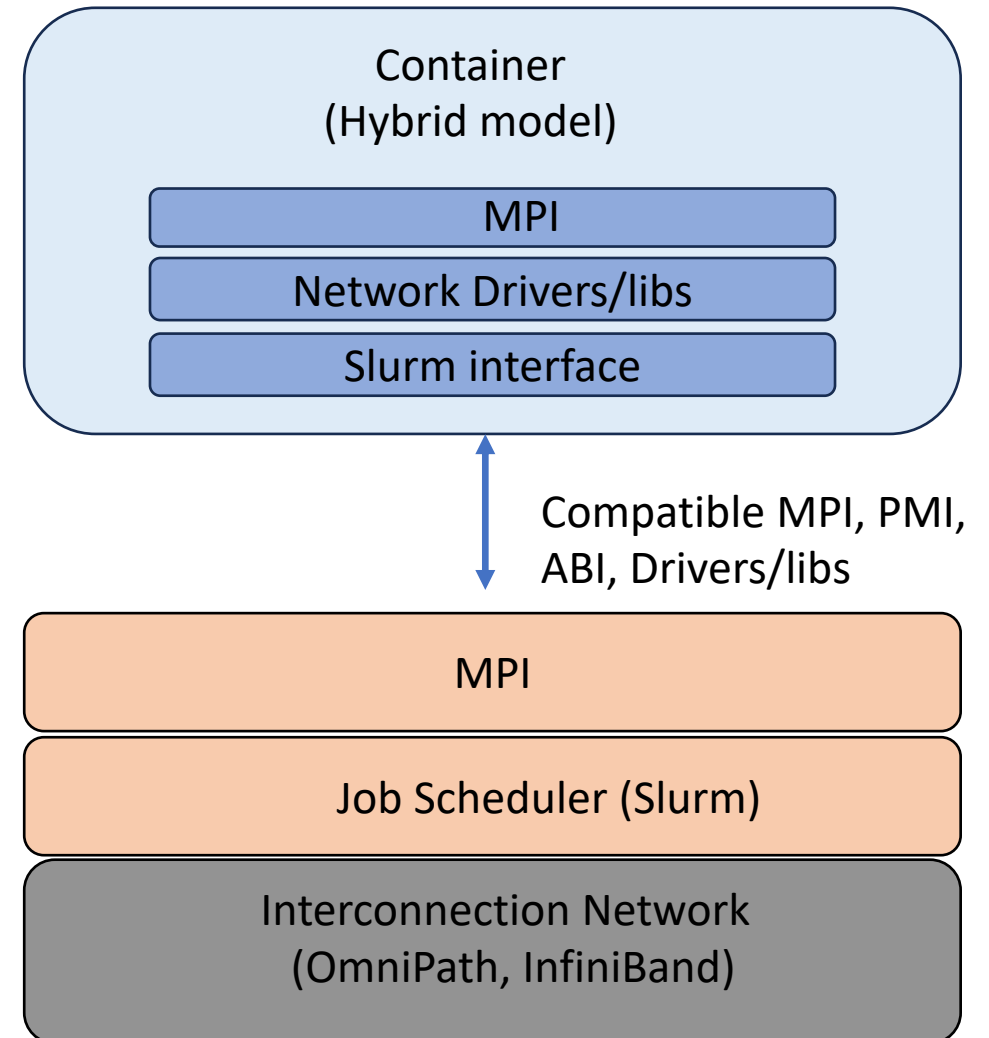 Container
(Hybrid model)
MPI
Network Drivers/libs
Slurm interface
Compatible MPI, PMI,
ABI, Drivers/libs
MPI
Job Scheduler (Slurm)
Interconnection Network
(OmniPath, InfiniBand)